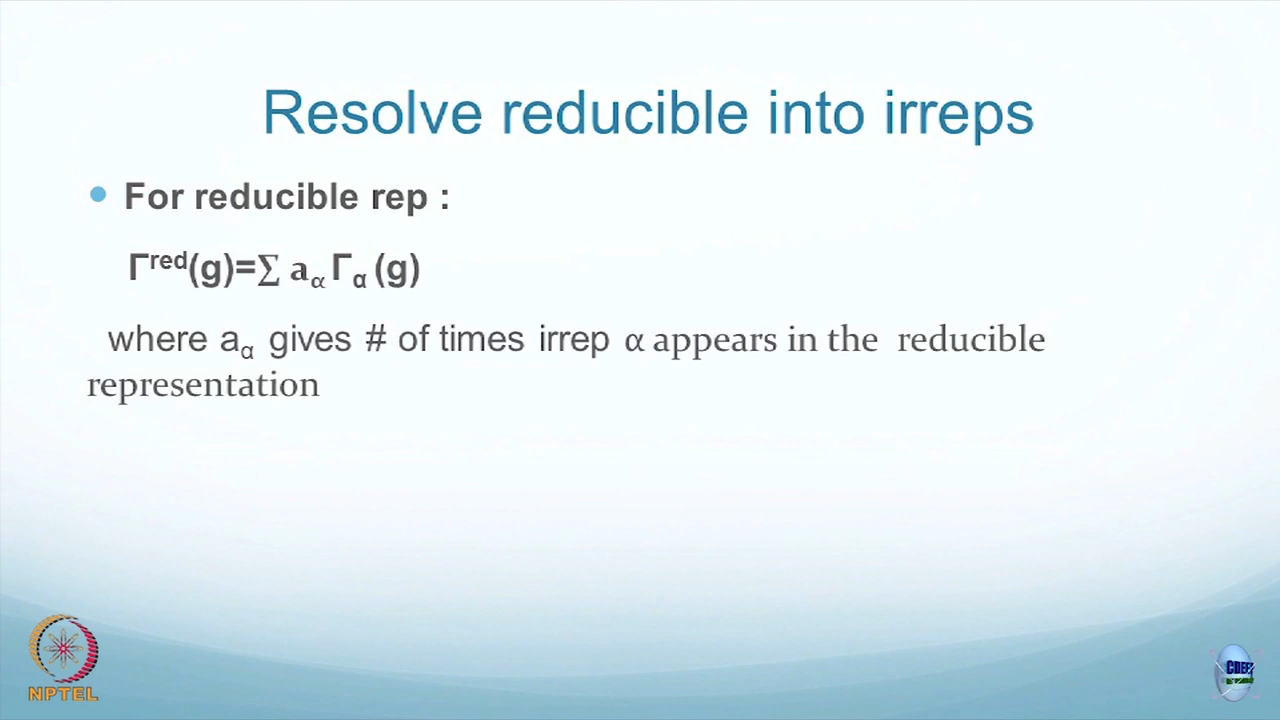 Resolve reducible into irreps
• For reducible rep :
Γʳᵉᵈ(g)=∑ aα Γα (g)
where aα gives # of times irrep α appears in the reducible
representation
NPTEL
CDEEP